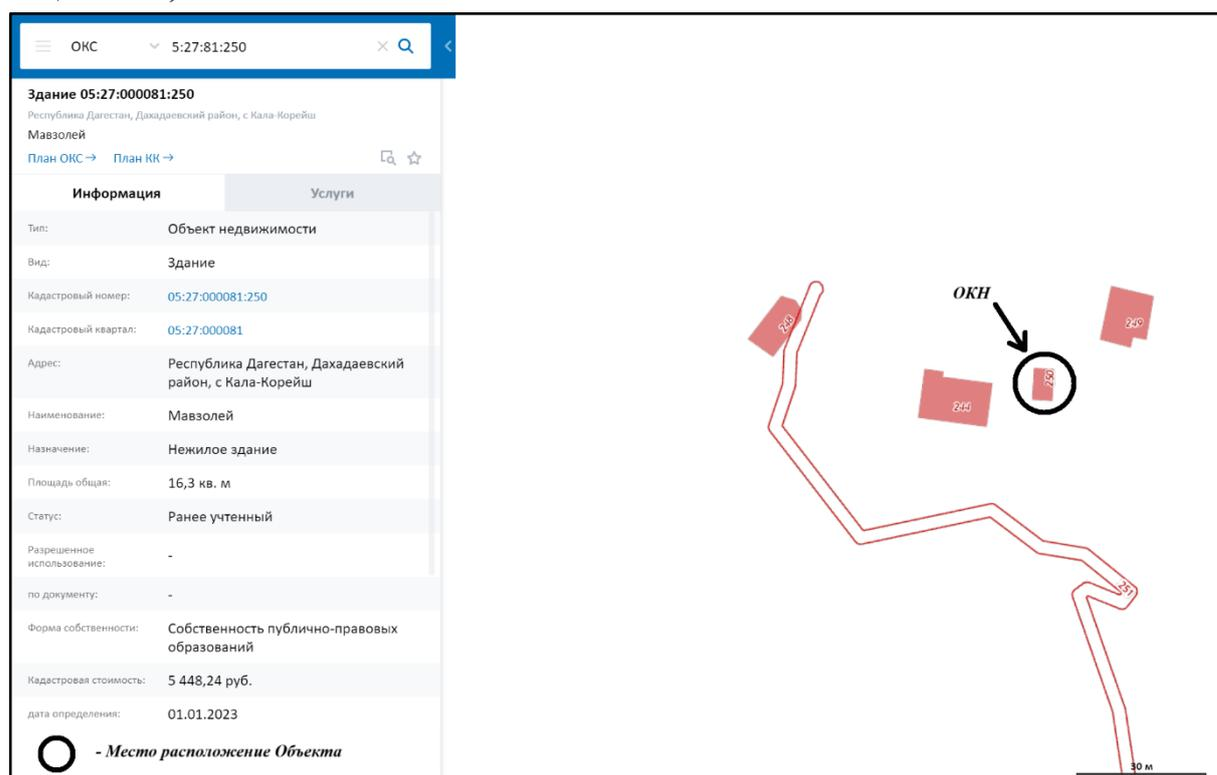 ОКС 5:27:81:250
Здание 05:27:000081:250
Республика Дагестан, Дахадаевский район, с Кала-Корейш
Мавзолей
План ОКС → План КК →
Информация Услуги
Тип: Объект недвижимости
Вид: Здание
Кадастровый номер: 05:27:000081:250
Кадастровый квартал: 05:27:000081
Адрес: Республика Дагестан, Дахадаевский
район, с Кала-Корейш
Наименование: Мавзолей
Назначение: Нежилое здание
Площадь общая: 16,3 кв. м
Статус: Ранее учтенный
Разрешенное
использование: -
по документу: -
Форма собственности: Собственность публично-правовых
образований
Кадастровая стоимость: 5 448,24 руб.
дата определения: 01.01.2023
- Место расположение Объекта
ОКН
248
249
250
244
251
30 м